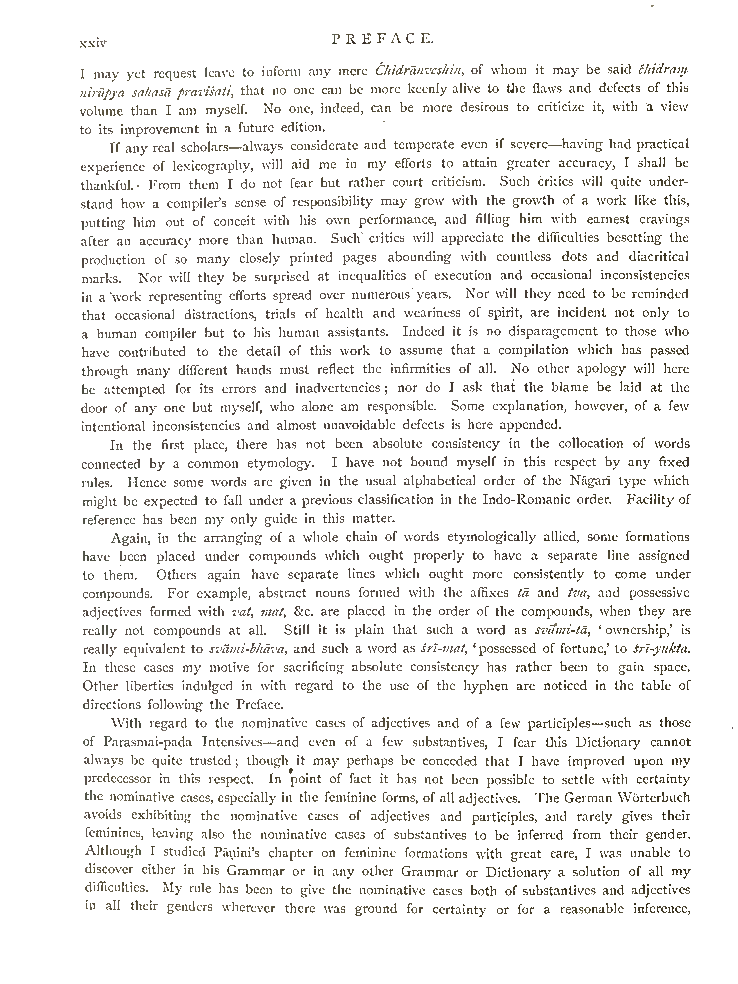 xxiv PREFACE.
I may yet request leave to inform any mere Ćhidrānveshin, of whom it may be said ćhidraṃ
nirūpya sahasā praviśati, that no one can be more keenly alive to the flaws and defects of this
volume than I am myself. No one, indeed, can be more desirous to criticize it, with a view
to its improvement in a future edition.
If any real scholars—always considerate and temperate even if severe—having had practical
experience of lexicography, will aid me in my efforts to attain greater accuracy, I shall be
thankful. From them I do not fear but rather court criticism. Such critics will quite under-
stand how a compiler's sense of responsibility may grow with the growth of a work like this,
putting him out of conceit with his own performance, and filling him with earnest cravings
after an accuracy more than human. Such critics will appreciate the difficulties besetting the
production of so many closely printed pages abounding with countless dots and diacritical
marks. Nor will they be surprised at inequalities of execution and occasional inconsistencies
in a work representing efforts spread over numerous years. Nor will they need to be reminded
that occasional distractions, trials of health and weariness of spirit, are incident not only to
a human compiler but to his human assistants. Indeed it is no disparagement to those who
have contributed to the detail of this work to assume that a compilation which has passed
through many different hands must reflect the infirmities of all. No other apology will here
be attempted for its errors and inadvertencies; nor do I ask that the blame be laid at the
door of any one but myself, who alone am responsible. Some explanation, however, of a few
intentional inconsistencies and almost unavoidable defects is here appended.
In the first place, there has not been absolute consistency in the collocation of words
connected by a common etymology. I have not bound myself in this respect by any fixed
rules. Hence some words are given in the usual alphabetical order of the Nāgarī type which
might be expected to fall under a previous classification in the Indo-Romanic order. Facility of
reference has been my only guide in this matter.
Again, in the arranging of a whole chain of words etymologically allied, some formations
have been placed under compounds which ought properly to have a separate line assigned
to them. Others again have separate lines which ought more consistently to come under
compounds. For example, abstract nouns formed with the affixes tā and tva, and possessive
adjectives formed with vat, mat, &c. are placed in the order of the compounds, when they are
really not compounds at all. Still it is plain that such a word as svāmi-tā, 'ownership,' is
really equivalent to svāmi-bhāva, and such a word as śrī-mat, 'possessed of fortune,' to śrī-yukta.
In these cases my motive for sacrificing absolute consistency has rather been to gain space.
Other liberties indulged in with regard to the use of the hyphen are noticed in the table of
directions following the Preface.
With regard to the nominative cases of adjectives and of a few participles—such as those
of Parasmai-pada Intensives—and even of a few substantives, I fear this Dictionary cannot
always be quite trusted; though it may perhaps be conceded that I have improved upon my
predecessor in this respect. In point of fact it has not been possible to settle with certainty
the nominative cases, especially in the feminine forms, of all adjectives. The German Wörterbuch
avoids exhibiting the nominative cases of adjectives and participles, and rarely gives their
feminines, leaving also the nominative cases of substantives to be inferred from their gender.
Although I studied Pāṇini's chapter on feminine formations with great care, I was unable to
discover either in his Grammar or in any other Grammar or Dictionary a solution of all my
difficulties. My rule has been to give the nominative cases both of substantives and adjectives
in all their genders wherever there was ground for certainty or for a reasonable inference,